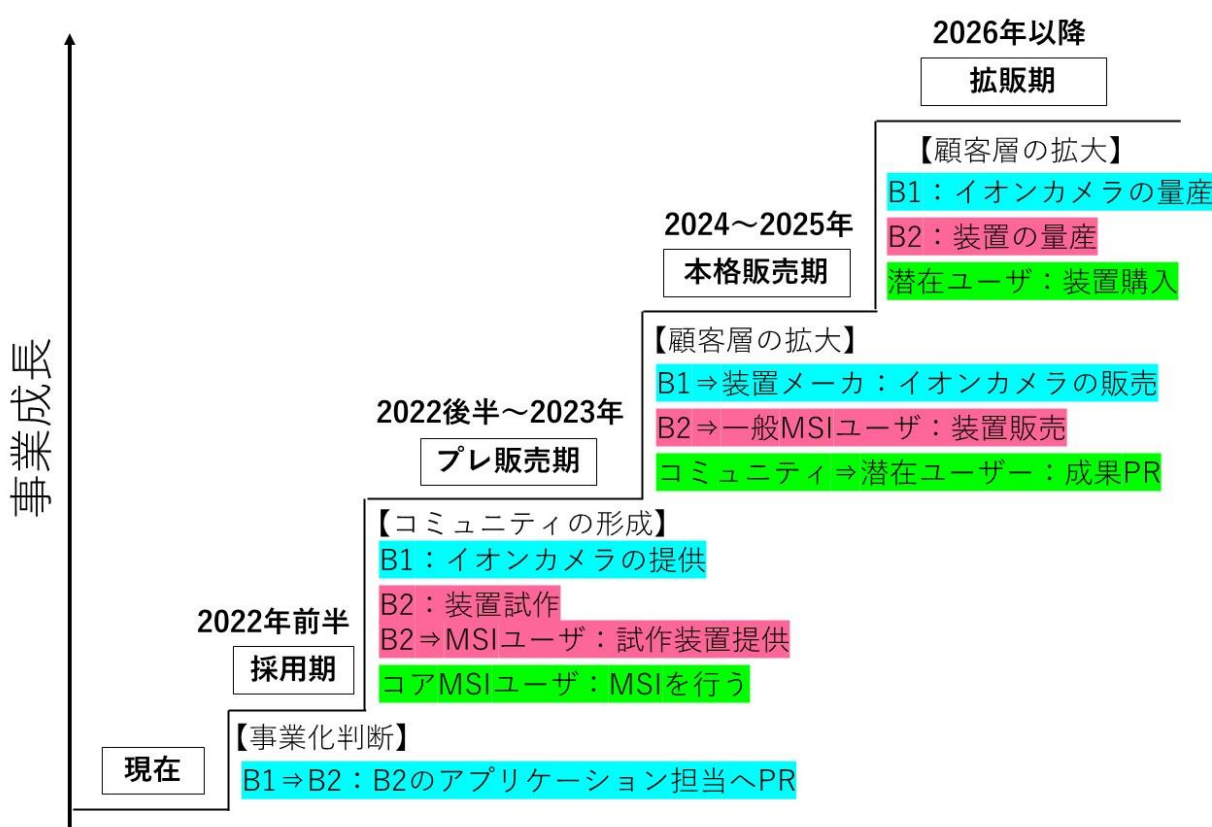 2026年以降
拡販期
【顧客層の拡大】
B1：イオンカメラの量産
B2：装置の量産
潜在ユーザ：装置購入
2024～2025年
本格販売期
【顧客層の拡大】
B1⇒装置メーカ：イオンカメラの販売
B2⇒一般MSIユーザ：装置販売
コミュニティ⇒潜在ユーザー：成果PR
2022後半～2023年
プレ販売期
【コミュニティの形成】
B1：イオンカメラの提供
B2：装置試作
B2⇒MSIユーザ：試作装置提供
コアMSIユーザ：MSIを行う
2022年前半
採用期
【事業化判断】
B1⇒B2：B2のアプリケーション担当へPR
現在
事業成長